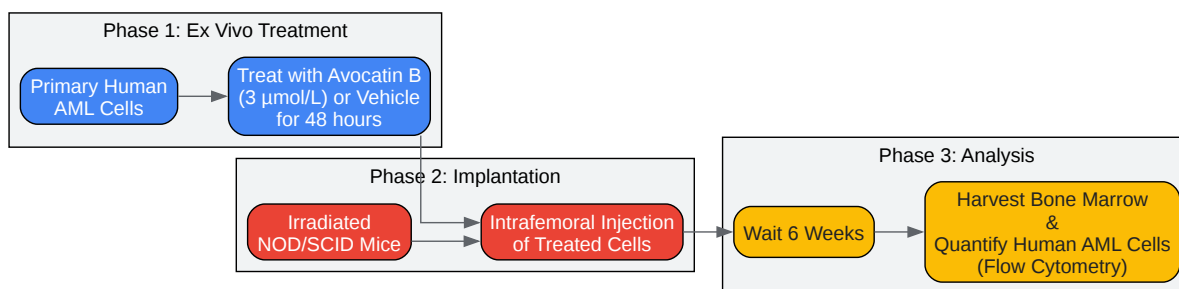 Phase 1: Ex Vivo Treatment
Primary Human
AML Cells
Treat with Avocatin B
(3 µmol/L) or Vehicle
for 48 hours
Phase 2: Implantation
Irradiated
NOD/SCID Mice
Intrafemoral Injection
of Treated Cells
Phase 3: Analysis
Wait 6 Weeks
Harvest Bone Marrow
&
Quantify Human AML Cells
(Flow Cytometry)